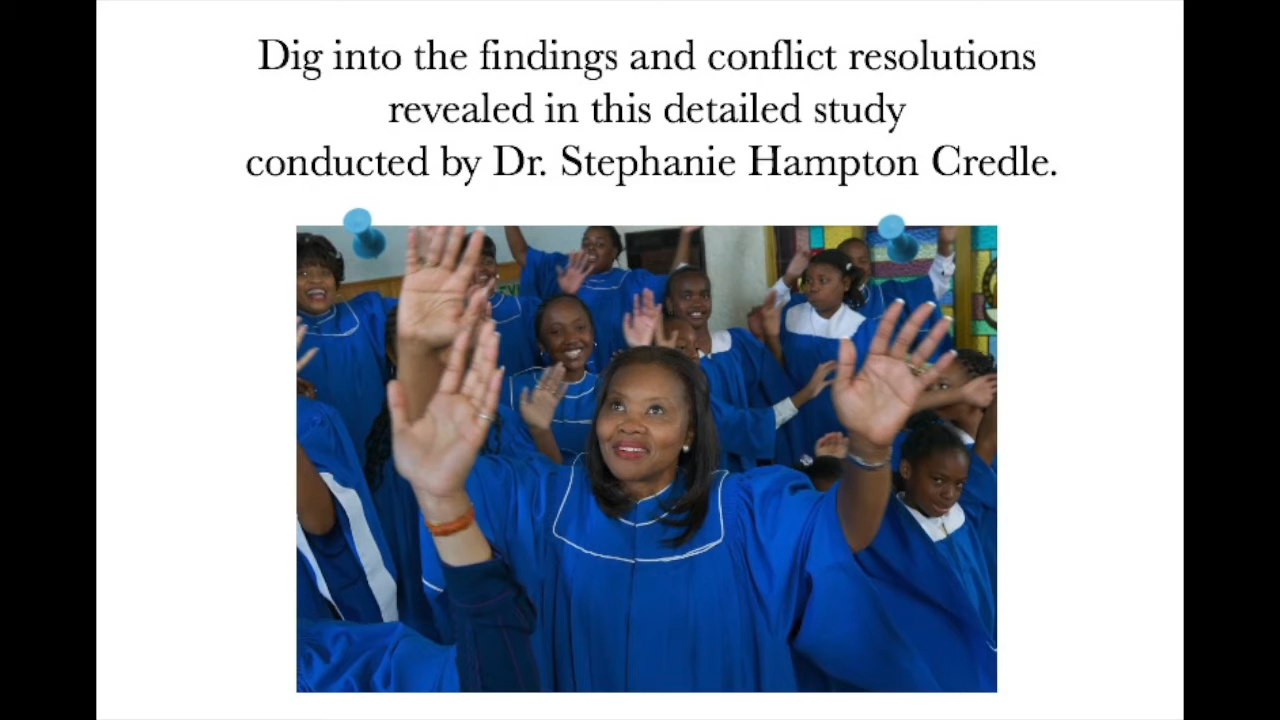 Dig into the findings and conflict resolutions
revealed in this detailed study
conducted by Dr. Stephanie Hampton Credle.